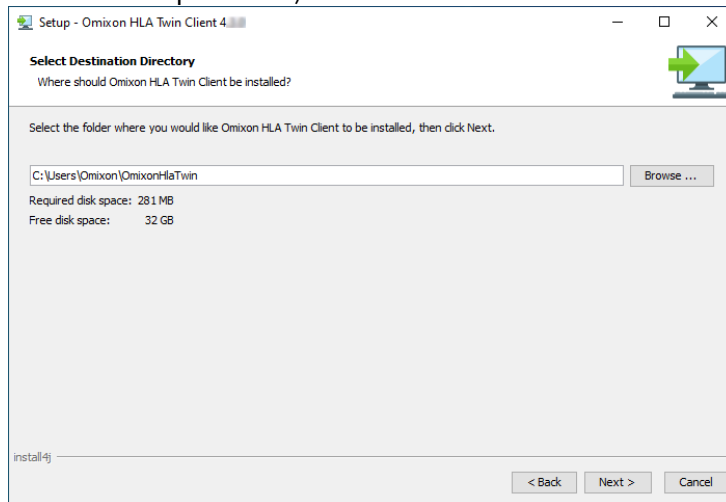 Setup - Omixon HLA Twin Client 4.
Select Destination Directory
Where should Omixon HLA Twin Client be installed?
Select the folder where you would like Omixon HLA Twin Client to be installed, then click Next.
C:\Users\Omixon\OmixonHlaTwin
Browse ...
Required disk space: 281 MB
Free disk space: 32 GB
install4j
< Back Next > Cancel